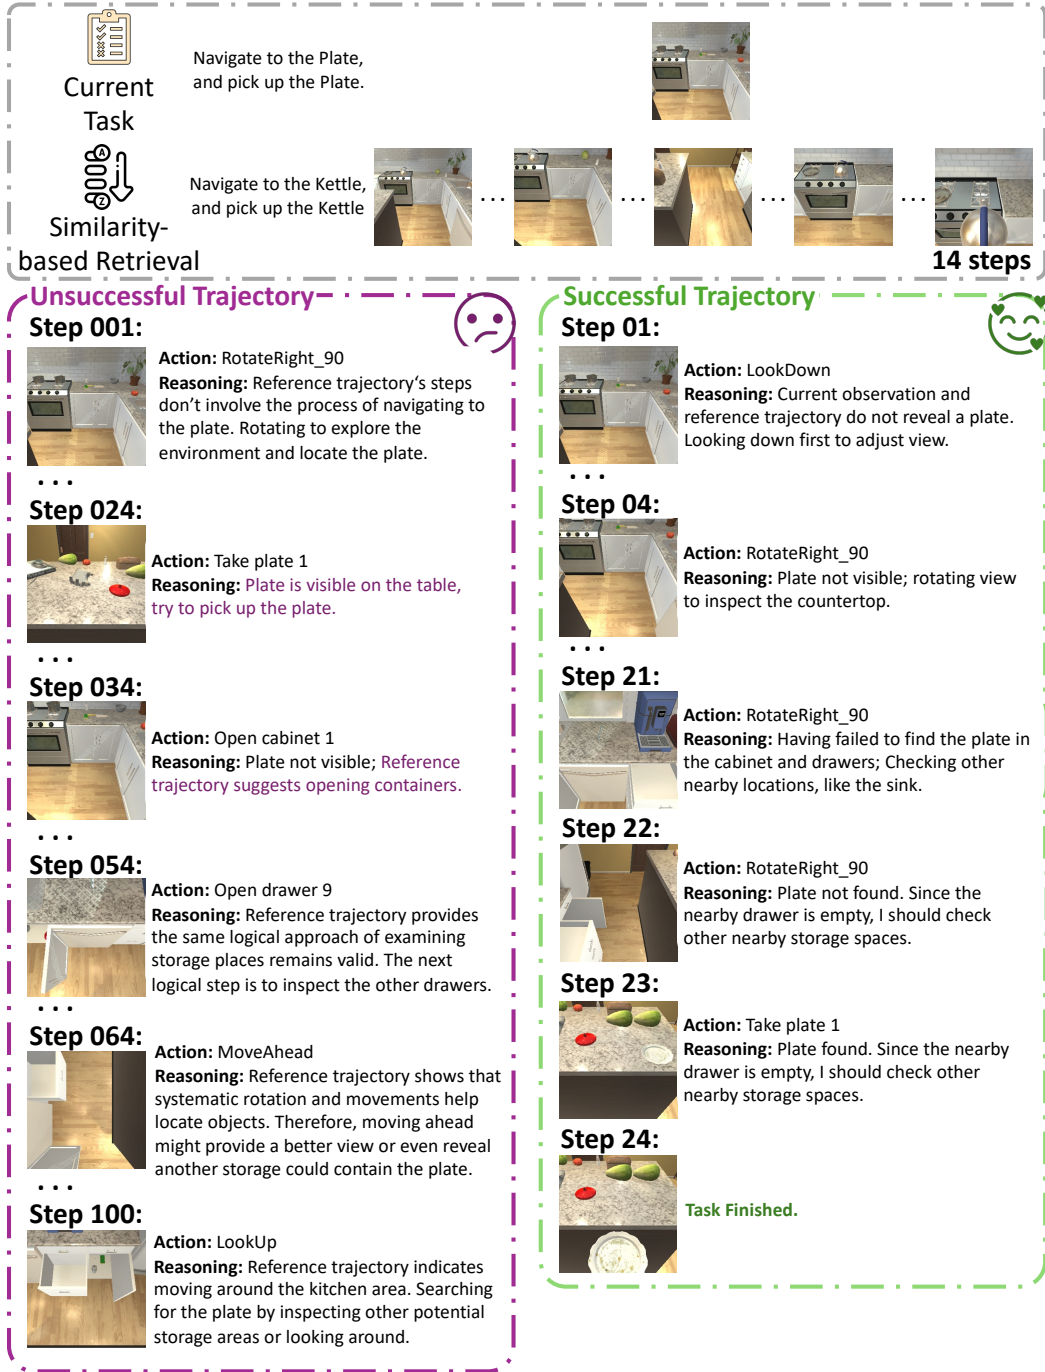 Current
Task
Navigate to the Plate,
and pick up the Plate.
A
Z
Similarity-
based Retrieval
Navigate to the Kettle,
and pick up the Kettle
...
...
...
...
14 steps
Unsuccessful Trajectory
Step 001:
Action: RotateRight_90
Reasoning: Reference trajectory‘s steps
don’t involve the process of navigating to
the plate. Rotating to explore the
environment and locate the plate.
...
Step 024:
Action: Take plate 1
Reasoning: Plate is visible on the table,
try to pick up the plate.
...
Step 034:
Action: Open cabinet 1
Reasoning: Plate not visible; Reference
trajectory suggests opening containers.
...
Step 054:
Action: Open drawer 9
Reasoning: Reference trajectory provides
the same logical approach of examining
storage places remains valid. The next
logical step is to inspect the other drawers.
...
Step 064:
Action: MoveAhead
Reasoning: Reference trajectory shows that
systematic rotation and movements help
locate objects. Therefore, moving ahead
might provide a better view or even reveal
another storage could contain the plate.
...
Step 100:
Action: LookUp
Reasoning: Reference trajectory indicates
moving around the kitchen area. Searching
for the plate by inspecting other potential
storage areas or looking around.
Successful Trajectory
Step 01:
Action: LookDown
Reasoning: Current observation and
reference trajectory do not reveal a plate.
Looking down first to adjust view.
...
Step 04:
Action: RotateRight_90
Reasoning: Plate not visible; rotating view
to inspect the countertop.
...
Step 21:
Action: RotateRight_90
Reasoning: Having failed to find the plate in
the cabinet and drawers; Checking other
nearby locations, like the sink.
Step 22:
Action: RotateRight_90
Reasoning: Plate not found. Since the
nearby drawer is empty, I should check
other nearby storage spaces.
Step 23:
Action: Take plate 1
Reasoning: Plate found. Since the nearby
drawer is empty, I should check other
nearby storage spaces.
Step 24:
Task Finished.